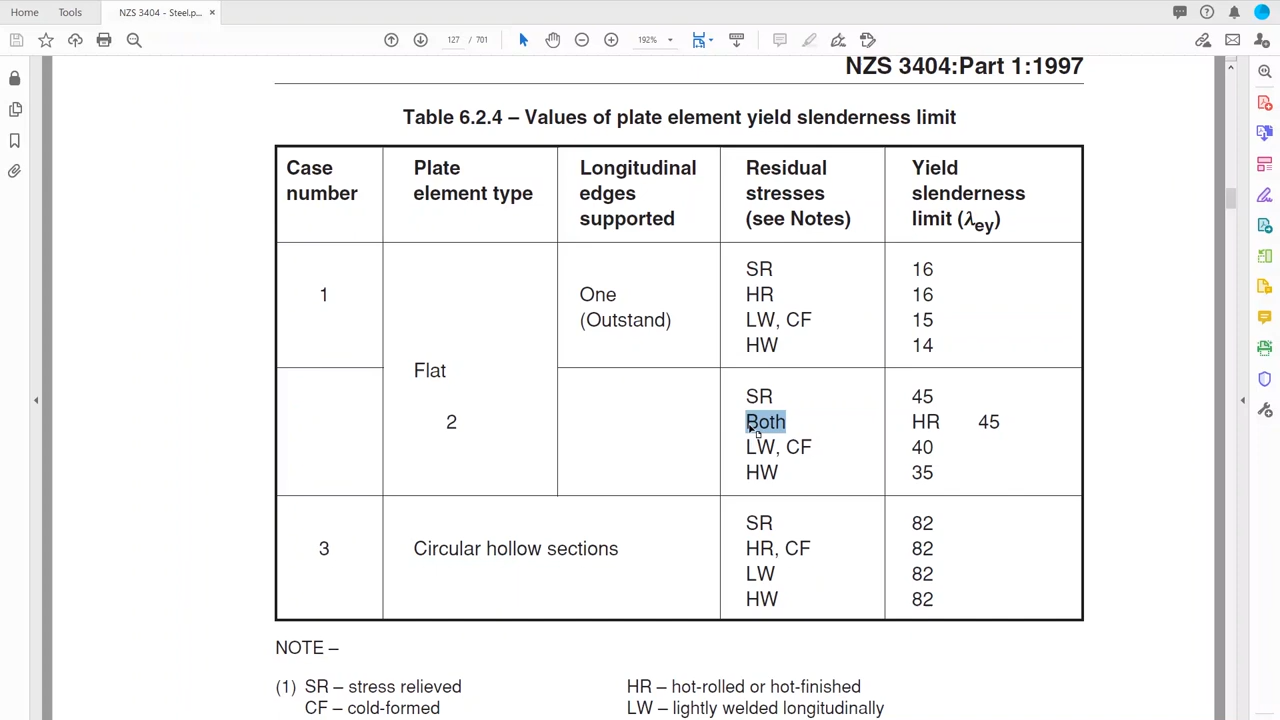 Home Tools NZS 3404 - Steel.p... ×
127 / 701 192%
NZS 3404:Part 1:1997
Table 6.2.4 – Values of plate element yield slenderness limit
Case number Plate element type Longitudinal edges supported Residual stresses (see Notes) Yield slenderness limit (λey)
SR 16
1 One HR 16
(Outstand) LW, CF 15
HW 14
Flat
SR 45
2 Both HR 45
LW, CF 40
HW 35
SR 82
3 Circular hollow sections HR, CF 82
LW 82
HW 82
NOTE –
(1) SR – stress relieved HR – hot-rolled or hot-finished
CF – cold-formed LW – lightly welded longitudinally